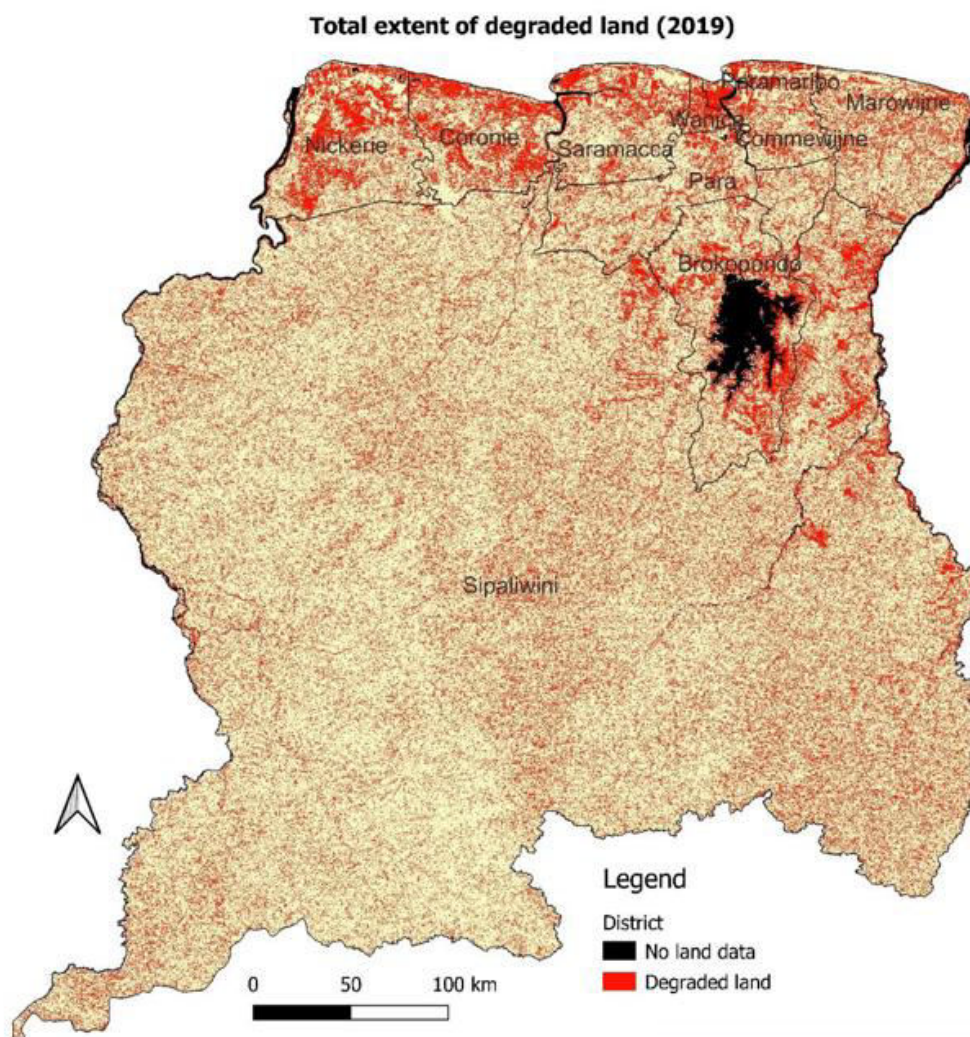 Total extent of degraded land (2019)
Paramaribo
Marowijne
Nickerie
Coronie
Saramacca
Wanica
Commewijne
Para
Brokopondo
Sipaliwini
Legend
District
No land data
Degraded land
0 50 100 km